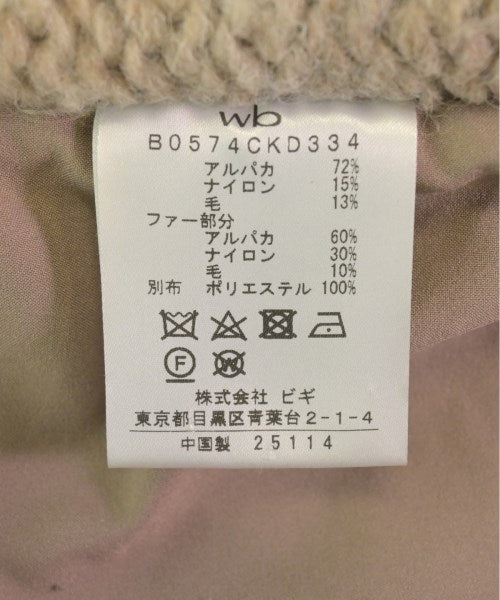 wb
B0574CKD334
アルパカ 72%
ナイロン 15%
毛 13%
ファー部分
アルパカ 60%
ナイロン 30%
毛 10%
別布 ポリエステル 100%
F W
株式会社 ビギ
東京都目黒区青葉台2-1-4
中国製 25114